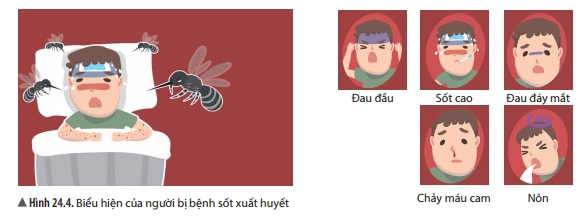 Đau đầu
Sốt cao
Đau đáy mắt
Chảy máu cam
Nôn
▲ Hình 24.4. Biểu hiện của người bị bệnh sốt xuất huyết